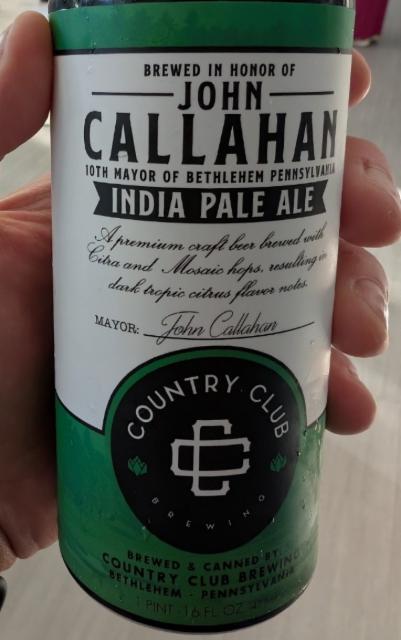 BREWED IN HONOR OF
JOHN
CALLAHAN
10TH MAYOR OF BETHLEHEM PENNSYLVANIA
INDIA PALE ALE
A premium craft beer brewed with
Citra and Mosaic hops, resulting in
dark tropic citrus flavor notes.
MAYOR: John Callahan
COUNTRY CLUB
CC
BREWING
BREWED & CANNED BY
COUNTRY CLUB BREWING
BETHLEHEM · PENNSYLVANIA
1 PINT · 16 FL OZ